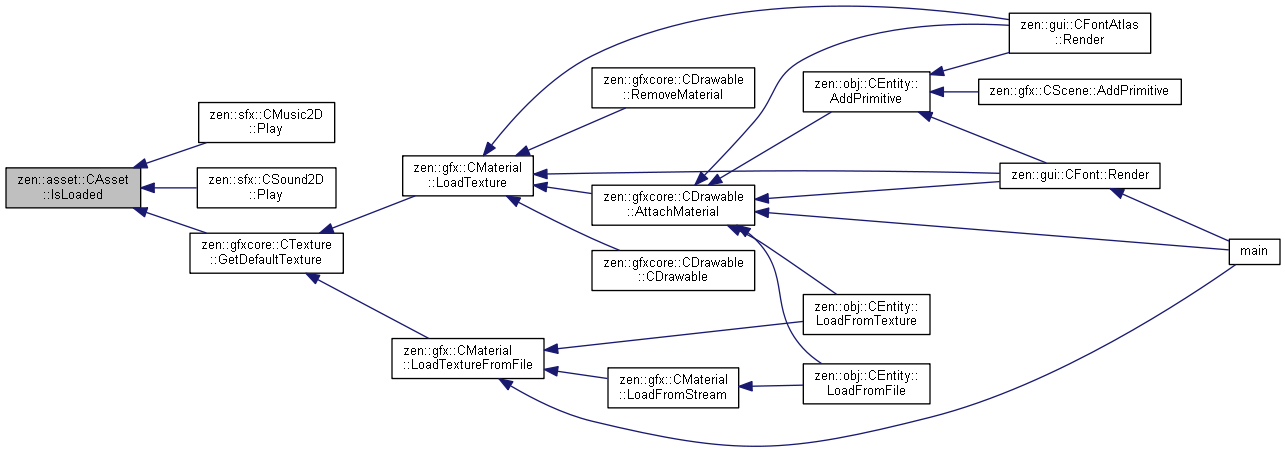 zen::asset::CAsset
::IsLoaded
zen::sfx::CMusic2D
::Play
zen::sfx::CSound2D
::Play
zen::gfxcore::CTexture
::GetDefaultTexture
zen::gfx::CMaterial
::LoadTexture
zen::gfx::CMaterial
::LoadTextureFromFile
zen::gfxcore::CDrawable
::RemoveMaterial
zen::gfxcore::CDrawable
::AttachMaterial
zen::gfxcore::CDrawable
::CDrawable
zen::gfx::CMaterial
::LoadFromStream
zen::obj::CEntity::
AddPrimitive
zen::obj::CEntity::
LoadFromTexture
zen::obj::CEntity::
LoadFromFile
zen::gui::CFontAtlas
::Render
zen::gfx::CScene::AddPrimitive
zen::gui::CFont::Render
main